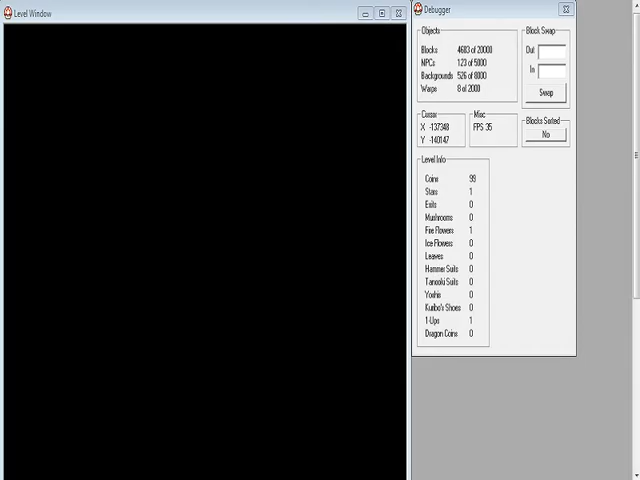 Level Window
Debugger
Objects
Blocks 4683 of 20000
NPCs 123 of 5000
Backgrounds 526 of 8000
Warps 8 of 2000
Block Swap
Out
In
Swap
Cursor
X -137348
Y -140147
Misc
FPS 35
Blocks Sorted
No
Level Info
Coins 99
Stars 1
Exits 0
Mushrooms 0
Fire Flowers 1
Ice Flowers 0
Leaves 0
Hammer Suits 0
Tanooki Suits 0
Yoshis 0
Kuribo's Shoes 0
1-Ups 1
Dragon Coins 0